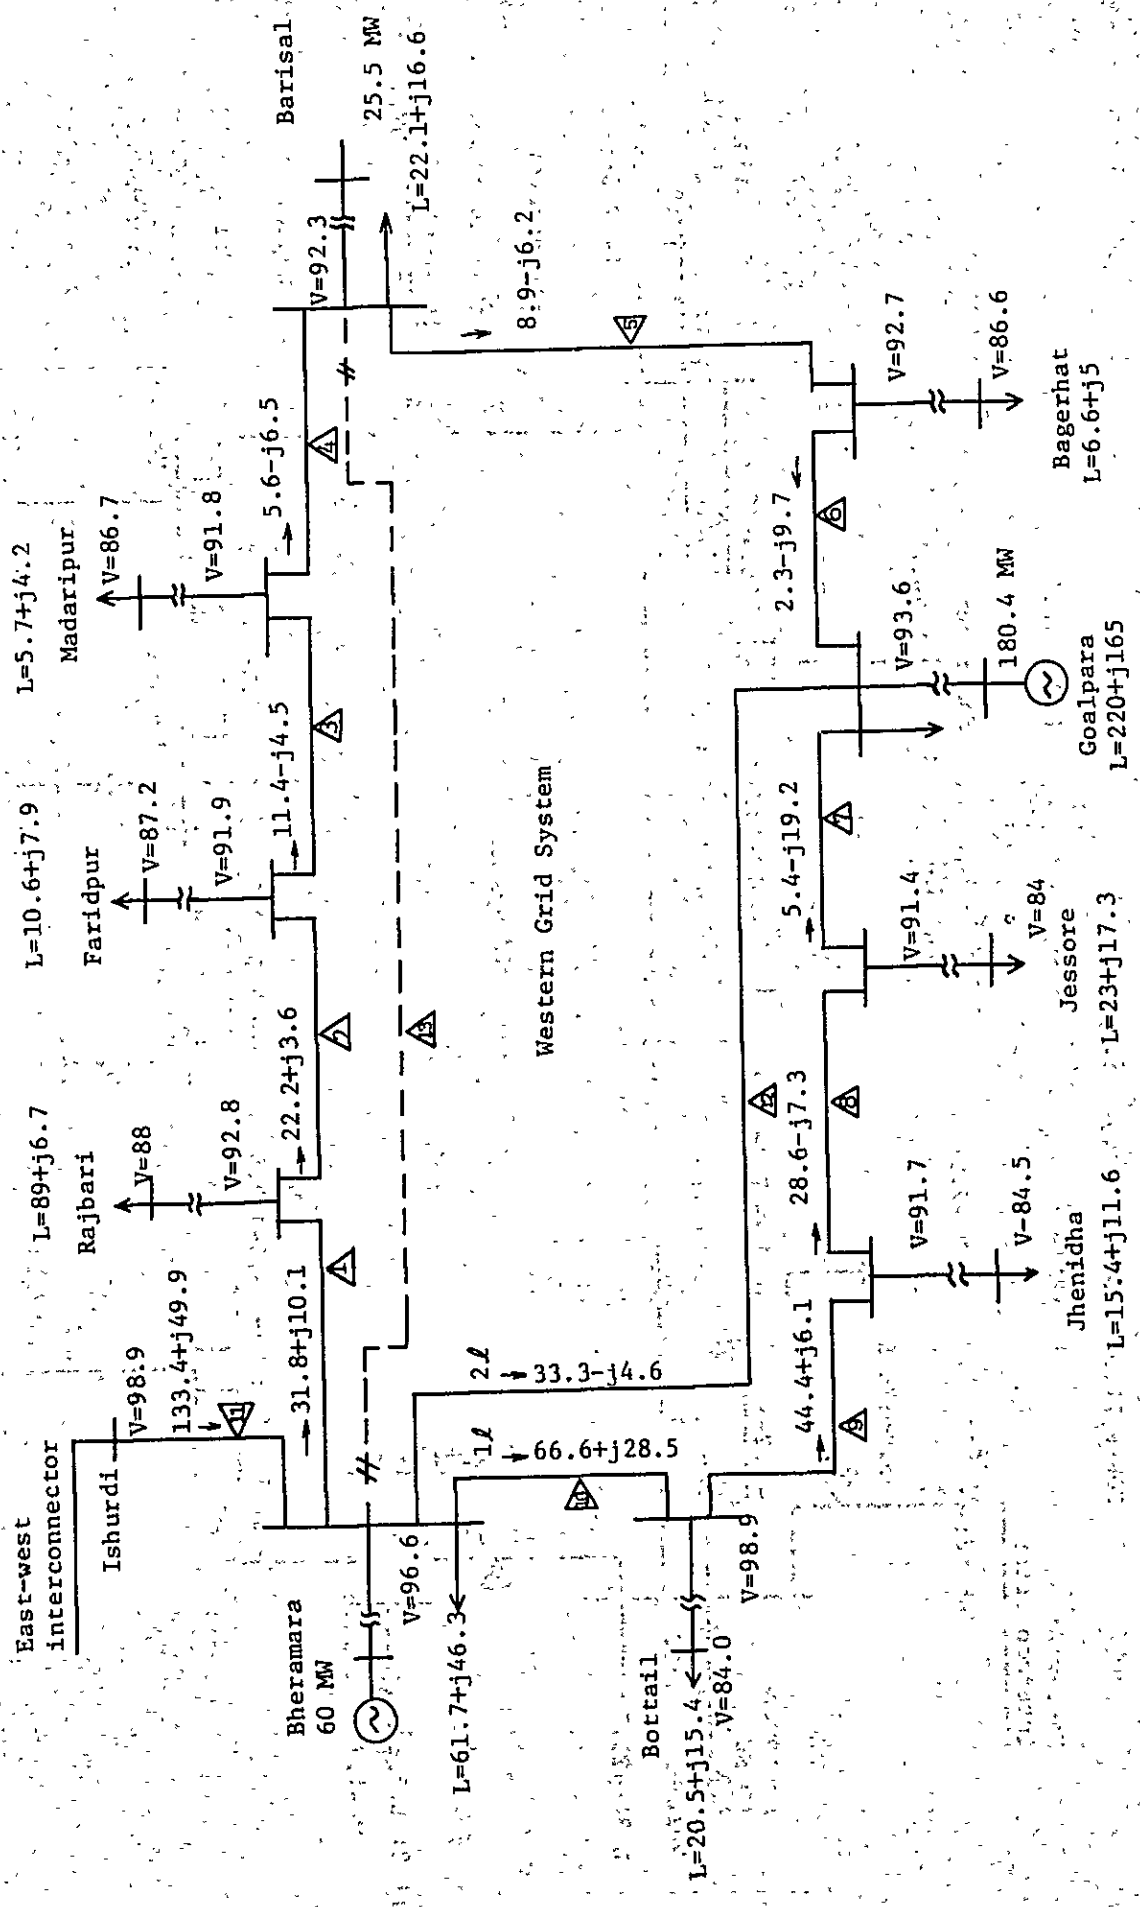 East-west
interconnector
Ishurdi
V=98.9
133.4+j49.9
11
Bheramara
60 MW
V=96.6
L=61.7+j46.3
31.8+j10.1
1
L=89+j6.7
Rajbari
V=88
V=92.8
22.2+j3.6
2
L=10.6+j7.9
Faridpur
V=87.2
V=91.9
11.4-j4.5
3
L=5.7+j4.2
Madaripur
V=86.7
V=91.8
5.6-j6.5
4
Barisal
25.5 MW
L=22.1+j16.6
V=92.3
8.9-j6.2
5
13
Western Grid System
2ℓ
33.3-j4.6
12
1ℓ
66.6+j28.5
10
Bottail
L=20.5+j15.4
V=84.0
V=98.9
44.4+j6.1
9
V=91.7
V-84.5
Jhenidha
L=15.4+j11.6
28.6-j7.3
8
V=91.4
V=84
Jessore
L=23+j17.3
5.4-j19.2
7
V=93.6
180.4 MW
Goalpara
L=220+j165
2.3-j9.7
6
V=92.7
V=86.6
Bagerhat
L=6.6+j5